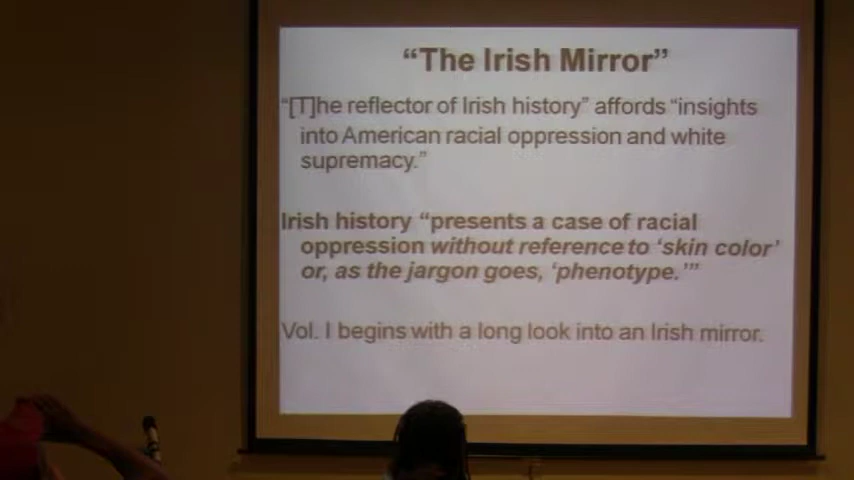 “The Irish Mirror”
“[T]he reflector of Irish history” affords “insights
into American racial oppression and white
supremacy.”
Irish history “presents a case of racial
oppression without reference to ‘skin color’
or, as the jargon goes, ‘phenotype.’”
Vol. I begins with a long look into an Irish mirror.